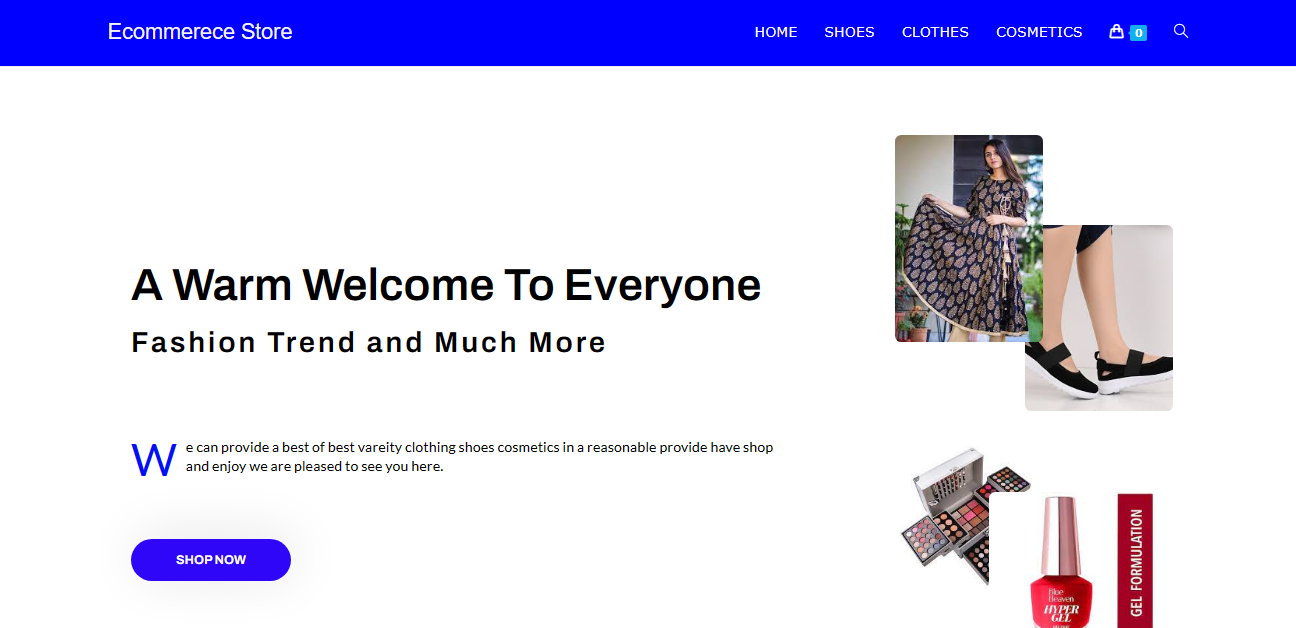 Ecommerece Store
HOME SHOES CLOTHES COSMETICS 0
A Warm Welcome To Everyone
Fashion Trend and Much More
We can provide a best of best vareity clothing shoes cosmetics in a reasonable provide have shop
and enjoy we are pleased to see you here.
SHOP NOW
Blue
Heaven
HYPER
GEL
GEL FORMULATION